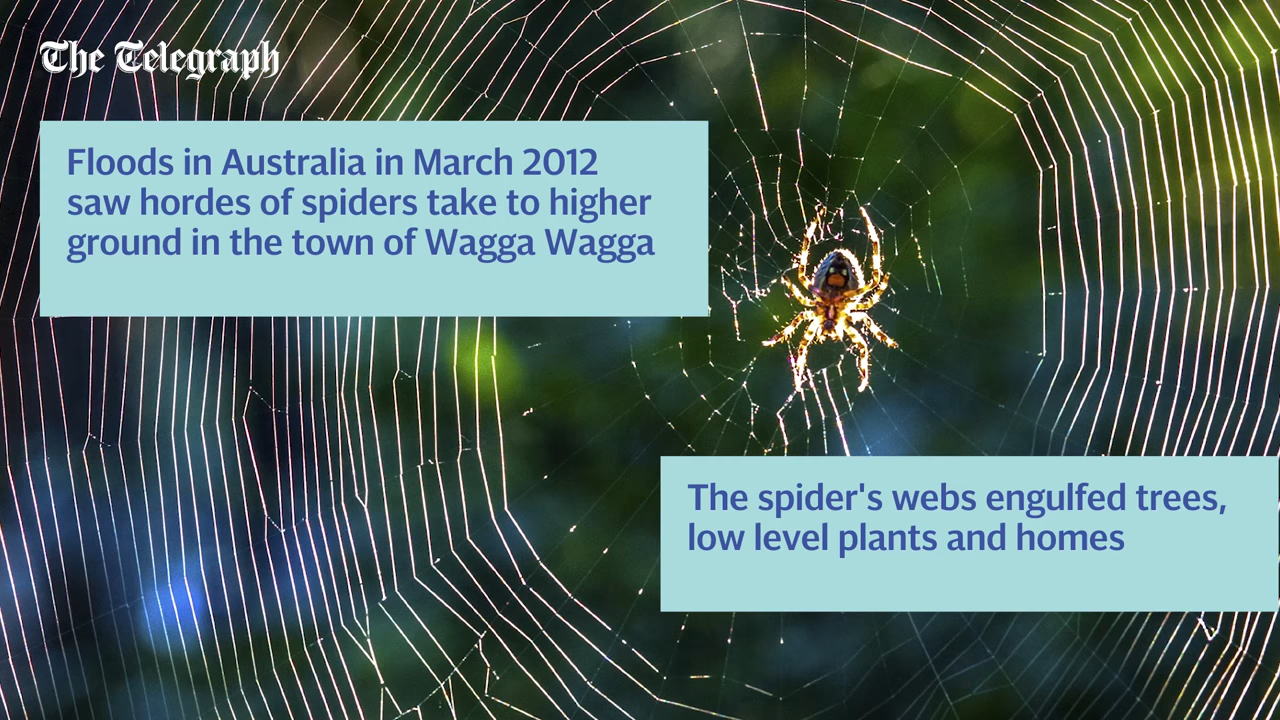 The Telegraph
Floods in Australia in March 2012
saw hordes of spiders take to higher
ground in the town of Wagga Wagga
The spider's webs engulfed trees,
low level plants and homes